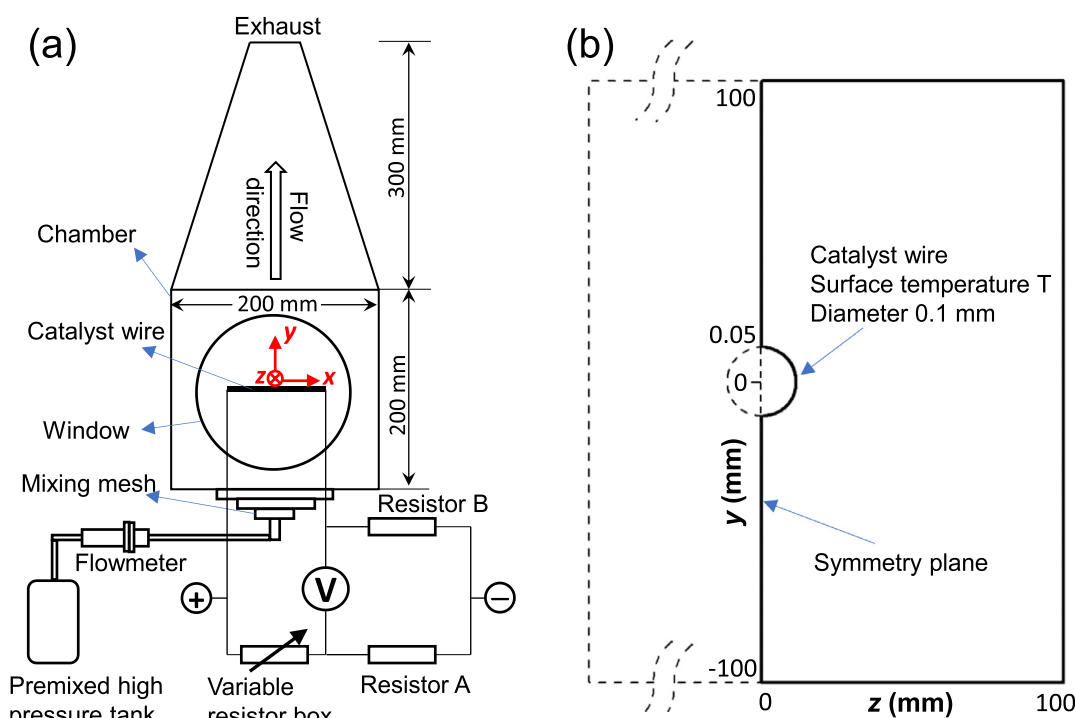 (a)
Exhaust
300 mm
Flow
direction
Chamber
200 mm
Catalyst wire
y
z
x
200 mm
Window
Mixing mesh
Resistor B
Flowmeter
+
V
−
Premixed high
pressure tank
Variable
resistor box
Resistor A
(b)
100
Catalyst wire
Surface temperature T
Diameter 0.1 mm
0.05
0
y (mm)
Symmetry plane
-100
0
z (mm)
100